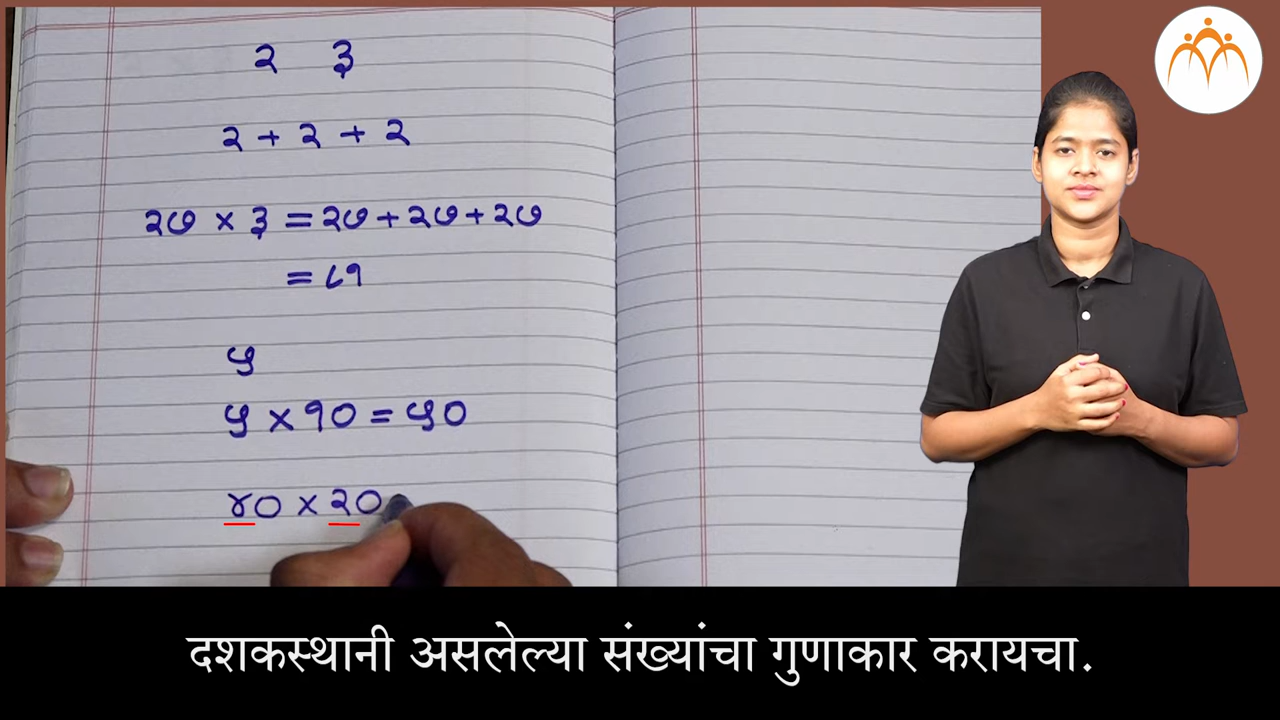 २ ३
२ + २ + २
२७ × ३ = २७ + २७ + २७
= ८१
५
५ × १० = ५०
४० × २०
दशकस्थानी असलेल्या संख्यांचा गुणाकार करायचा.